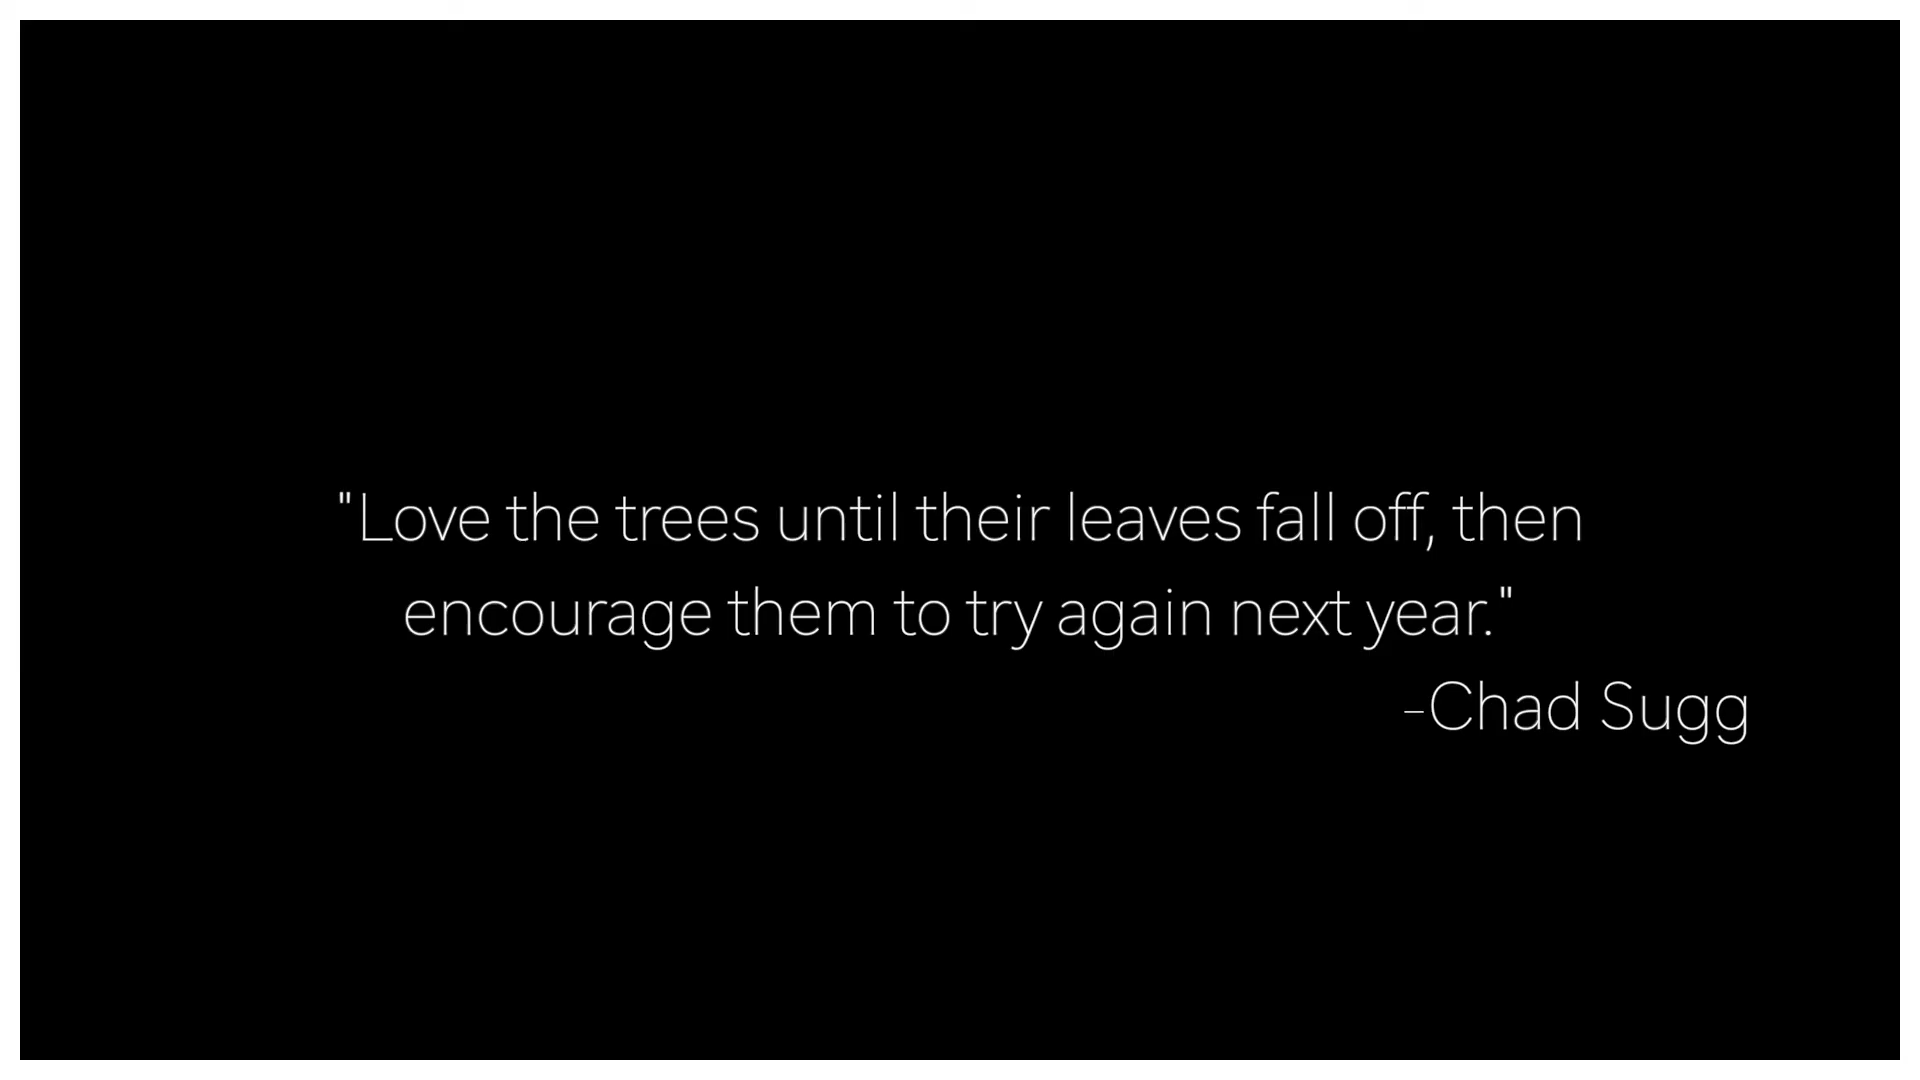 "Love the trees until their leaves fall off, then
encourage them to try again next year."
-Chad Sugg